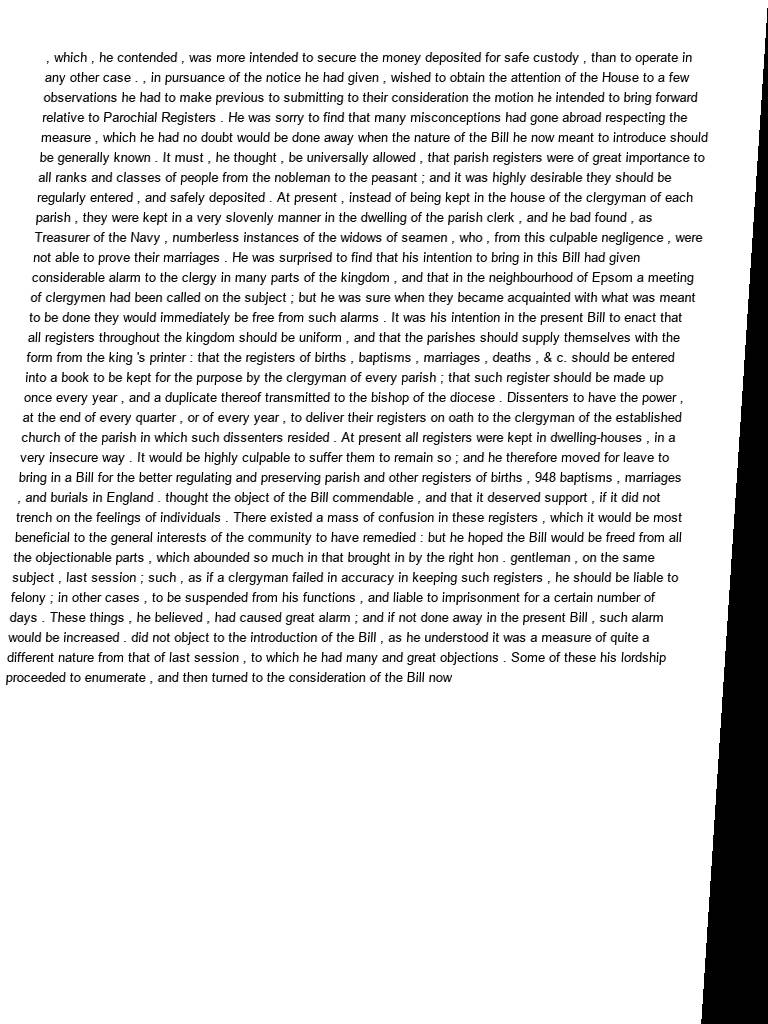 , which , he contended , was more intended to secure the money deposited for safe custody , than to operate in
any other case . , in pursuance of the notice he had given , wished to obtain the attention of the House to a few
observations he had to make previous to submitting to their consideration the motion he intended to bring forward
relative to Parochial Registers . He was sorry to find that many misconceptions had gone abroad respecting the
measure , which he had no doubt would be done away when the nature of the Bill he now meant to introduce should
be generally known . It must , he thought , be universally allowed , that parish registers were of great importance to
all ranks and classes of people from the nobleman to the peasant ; and it was highly desirable they should be
regularly entered , and safely deposited . At present , instead of being kept in the house of the clergyman of each
parish , they were kept in a very slovenly manner in the dwelling of the parish clerk , and he bad found , as
Treasurer of the Navy , numberless instances of the widows of seamen , who , from this culpable negligence , were
not able to prove their marriages . He was surprised to find that his intention to bring in this Bill had given
considerable alarm to the clergy in many parts of the kingdom , and that in the neighbourhood of Epsom a meeting
of clergymen had been called on the subject ; but he was sure when they became acquainted with what was meant
to be done they would immediately be free from such alarms . It was his intention in the present Bill to enact that
all registers throughout the kingdom should be uniform , and that the parishes should supply themselves with the
form from the king 's printer : that the registers of births , baptisms , marriages , deaths , & c. should be entered
into a book to be kept for the purpose by the clergyman of every parish ; that such register should be made up
once every year , and a duplicate thereof transmitted to the bishop of the diocese . Dissenters to have the power ,
at the end of every quarter , or of every year , to deliver their registers on oath to the clergyman of the established
church of the parish in which such dissenters resided . At present all registers were kept in dwelling-houses , in a
very insecure way . It would be highly culpable to suffer them to remain so ; and he therefore moved for leave to
bring in a Bill for the better regulating and preserving parish and other registers of births , 948 baptisms , marriages
, and burials in England . thought the object of the Bill commendable , and that it deserved support , if it did not
trench on the feelings of individuals . There existed a mass of confusion in these registers , which it would be most
beneficial to the general interests of the community to have remedied : but he hoped the Bill would be freed from all
the objectionable parts , which abounded so much in that brought in by the right hon . gentleman , on the same
subject , last session ; such , as if a clergyman failed in accuracy in keeping such registers , he should be liable to
felony ; in other cases , to be suspended from his functions , and liable to imprisonment for a certain number of
days . These things , he believed , had caused great alarm ; and if not done away in the present Bill , such alarm
would be increased . did not object to the introduction of the Bill , as he understood it was a measure of quite a
different nature from that of last session , to which he had many and great objections . Some of these his lordship
proceeded to enumerate , and then turned to the consideration of the Bill now